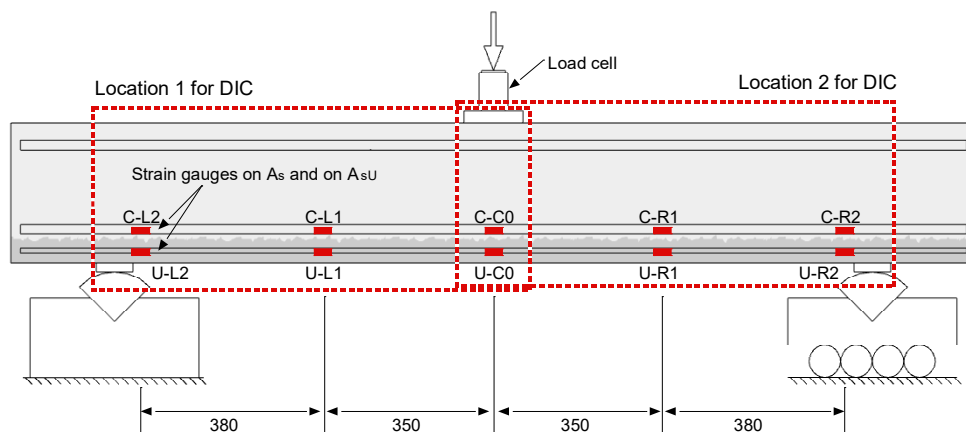 Load cell
Location 1 for DIC
Location 2 for DIC
Strain gauges on As and on AsU
C-L2 C-L1 C-C0 C-R1 C-R2
U-L2 U-L1 U-C0 U-R1 U-R2
380 350 350 380